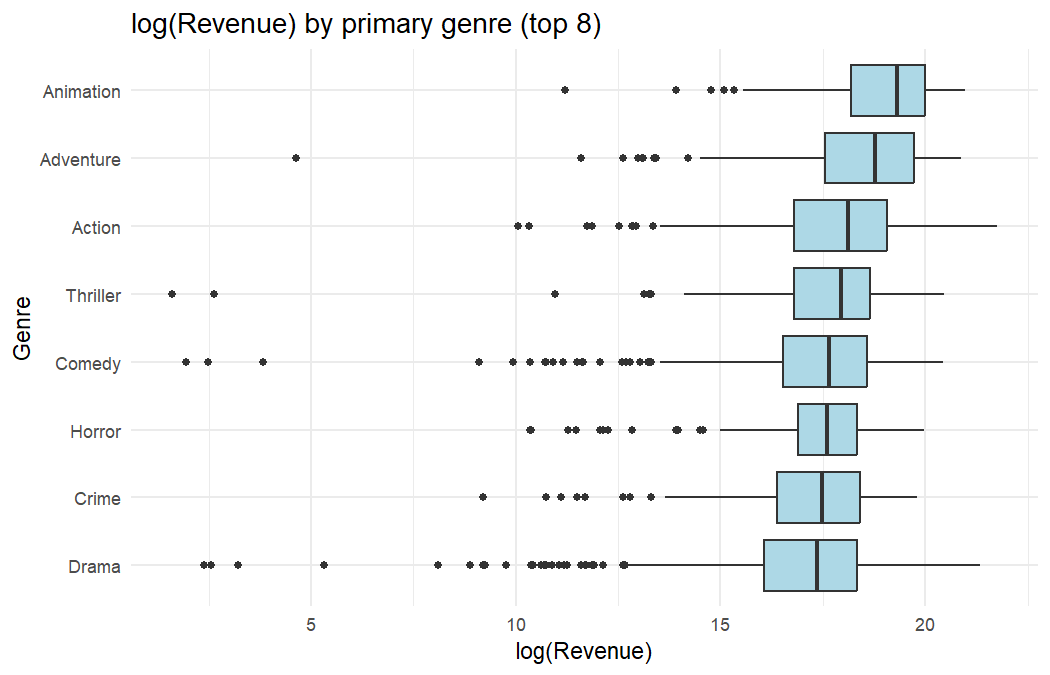 log(Revenue) by primary genre (top 8)
Animation
Adventure
Action
Thriller
Comedy
Horror
Crime
Drama
Genre
5 10 15 20
log(Revenue)